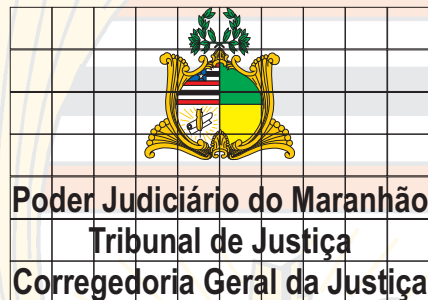 Poder Judiciário do Maranhão
Tribunal de Justiça
Corregedoria Geral da Justiça